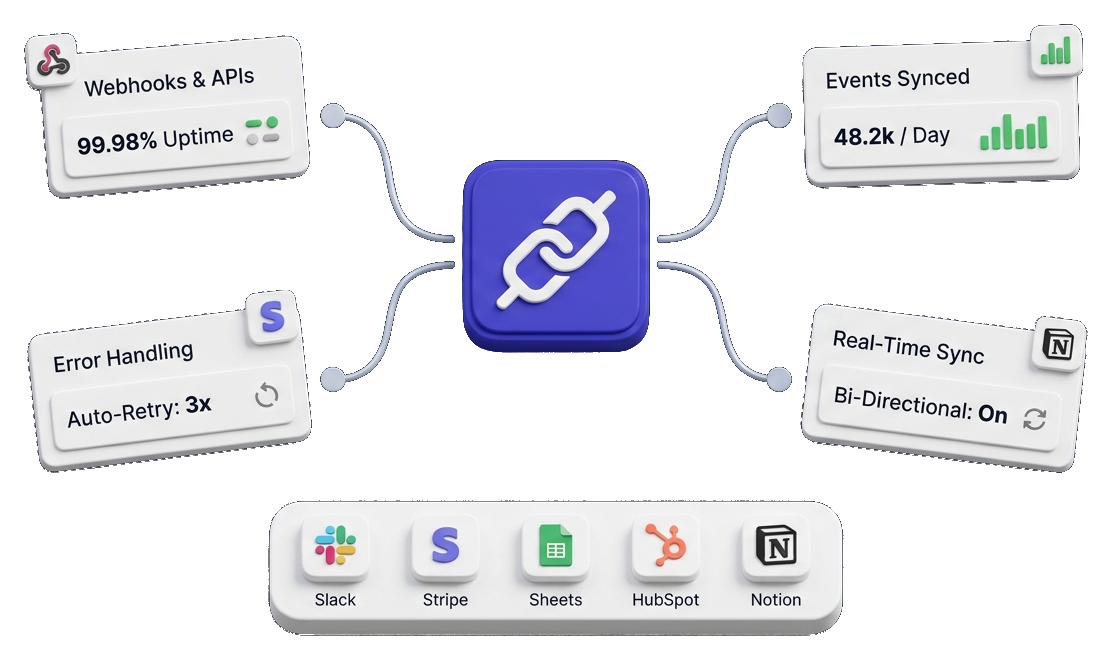 Webhooks & APIs
99.98% Uptime
Events Synced
48.2k / Day
Error Handling
Auto-Retry: 3x
Real-Time Sync
Bi-Directional: On
Slack
Stripe
Sheets
HubSpot
Notion